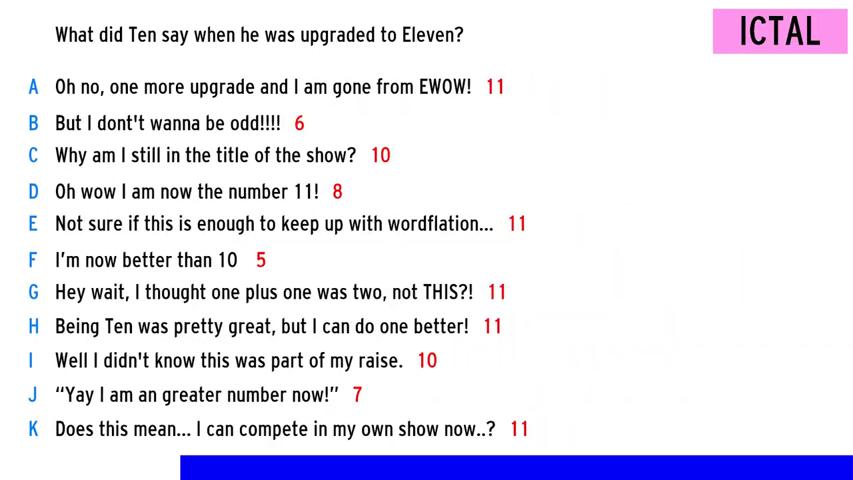 What did Ten say when he was upgraded to Eleven?
ICTAL
A Oh no, one more upgrade and I am gone from EWOW! 11
B But I dont't wanna be odd!!!! 6
C Why am I still in the title of the show? 10
D Oh wow I am now the number 11! 8
E Not sure if this is enough to keep up with wordflation... 11
F I'm now better than 10 5
G Hey wait, I thought one plus one was two, not THIS?! 11
H Being Ten was pretty great, but I can do one better! 11
I Well I didn't know this was part of my raise. 10
J “Yay I am an greater number now!” 7
K Does this mean... I can compete in my own show now..? 11